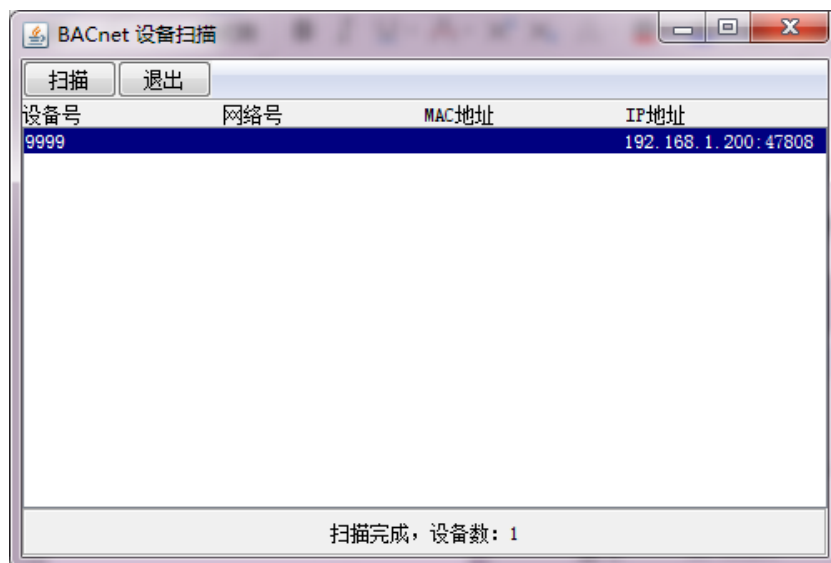 BACnet 设备扫描
扫描 退出
设备号 网络号 MAC地址 IP地址
9999 192.168.1.200:47808
扫描完成，设备数：1